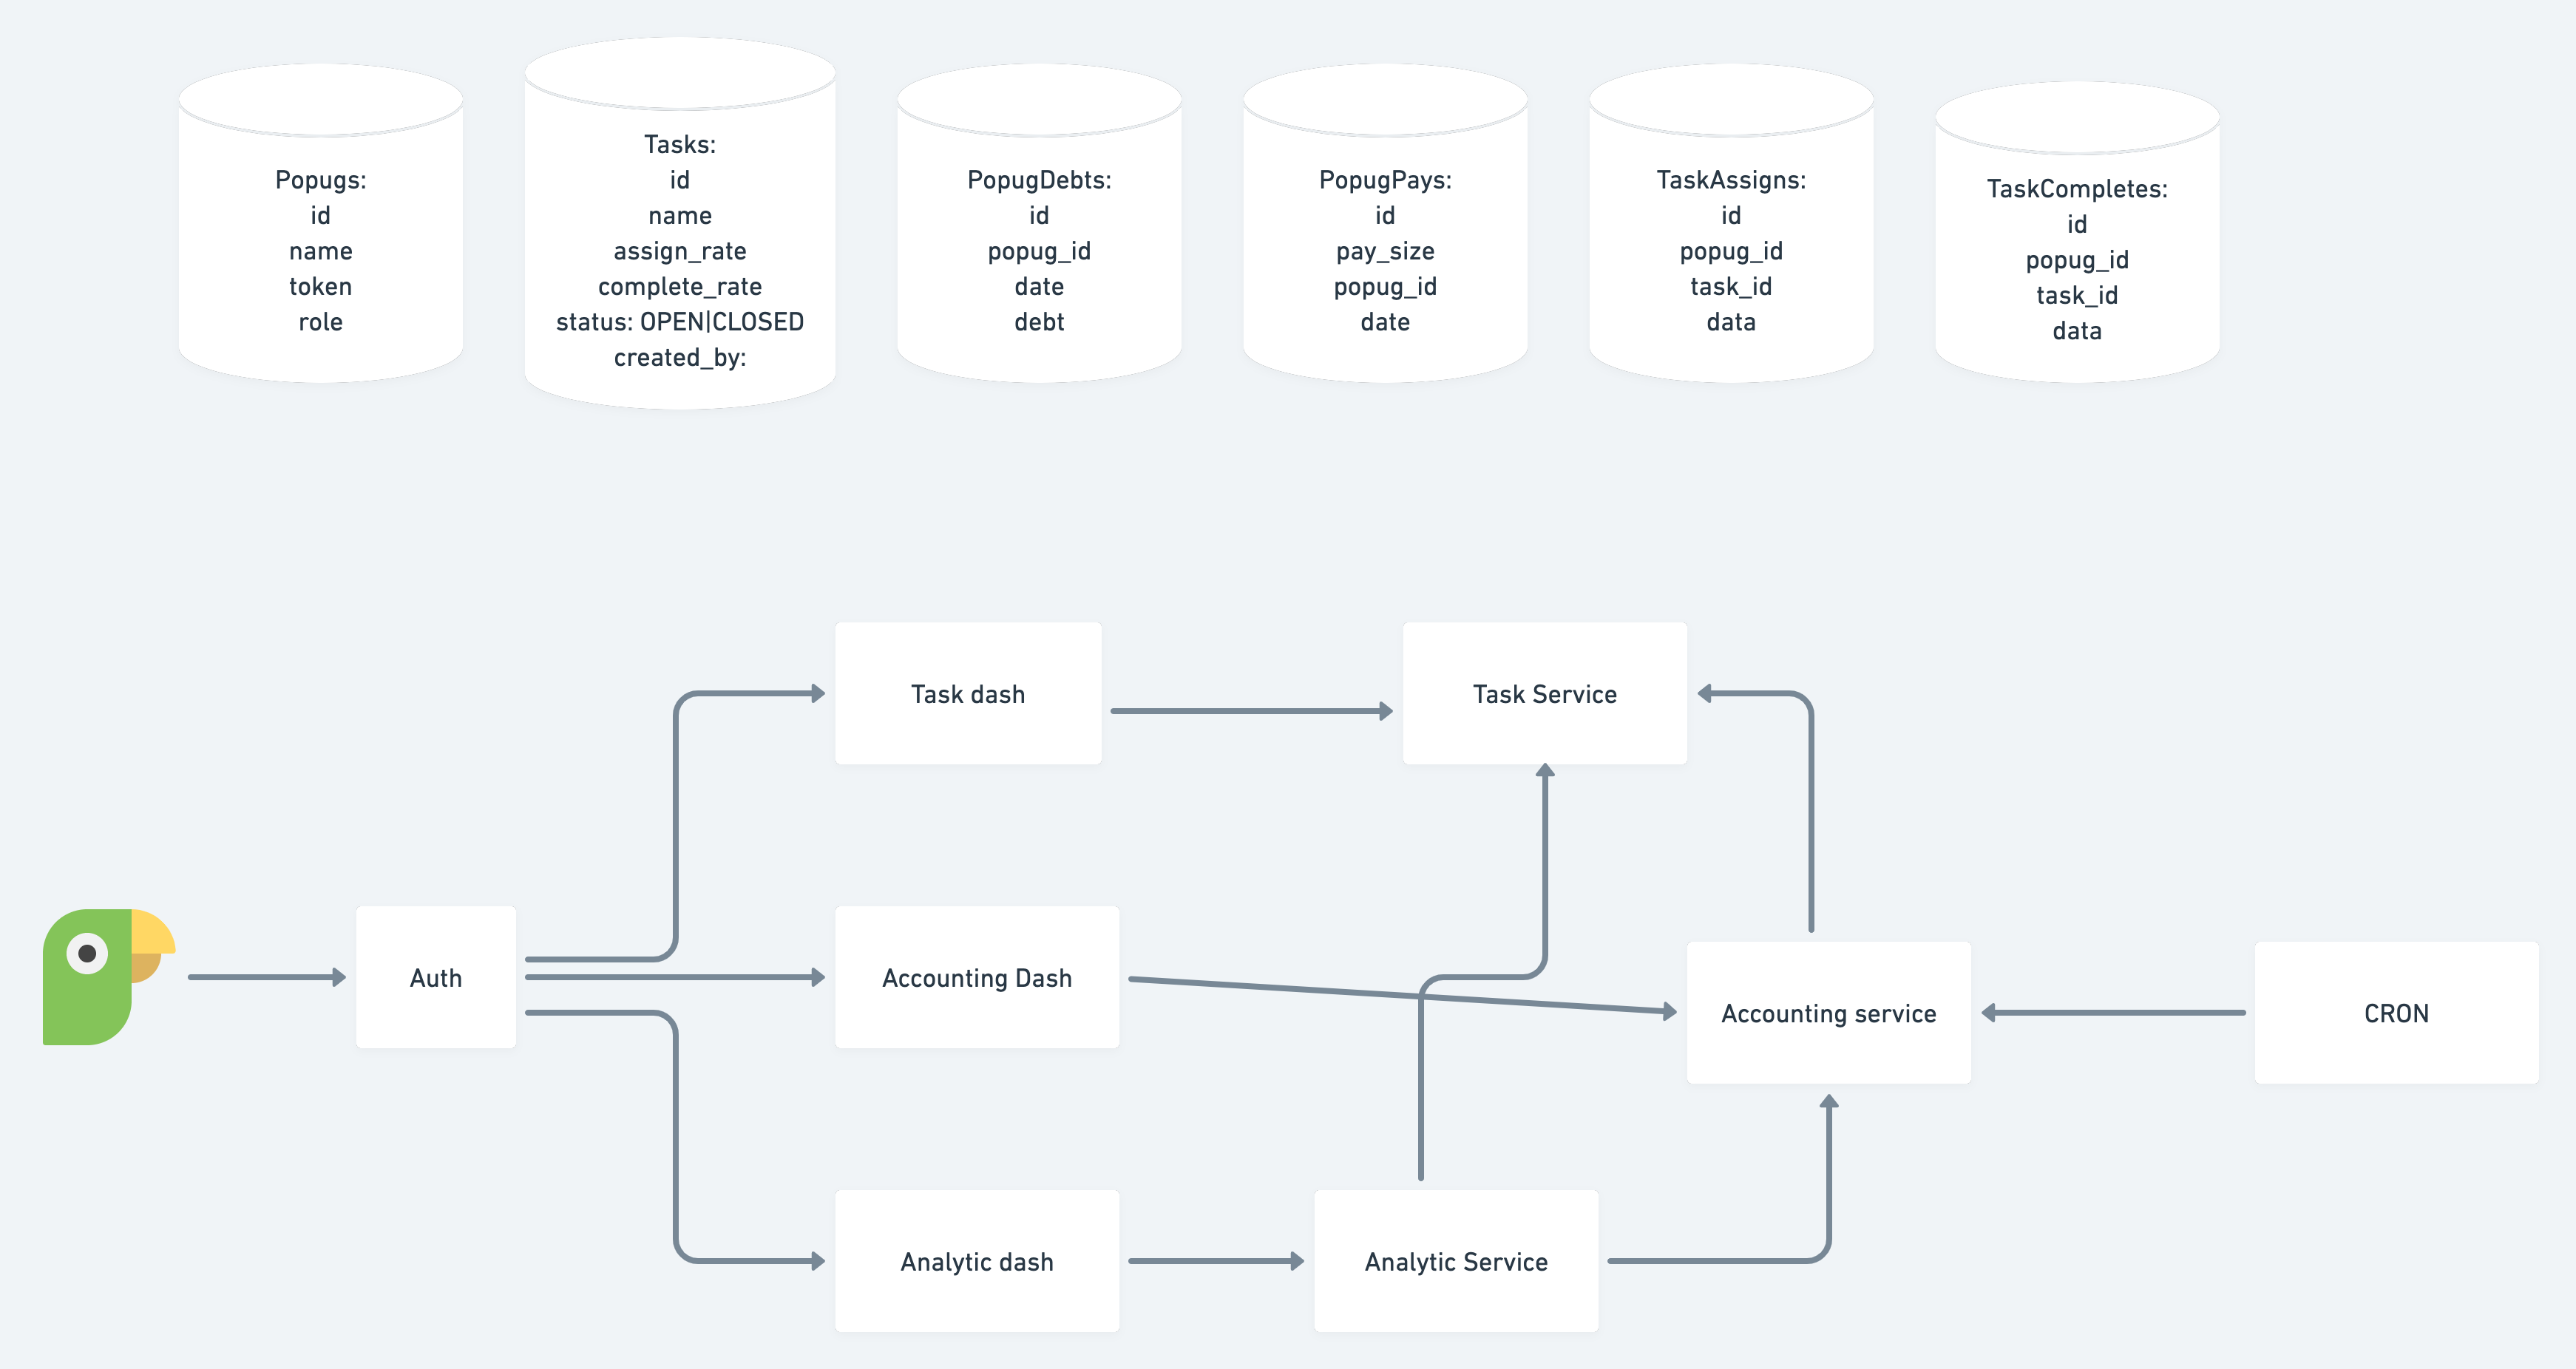 Popugs:
id
name
token
role
Tasks:
id
name
assign_rate
complete_rate
status: OPEN|CLOSED
created_by:
PopugDebts:
id
popug_id
date
debt
PopugPays:
id
pay_size
popug_id
date
TaskAssigns:
id
popug_id
task_id
data
TaskCompletes:
id
popug_id
task_id
data
Task dash
Task Service
Auth
Accounting Dash
Accounting service
CRON
Analytic dash
Analytic Service